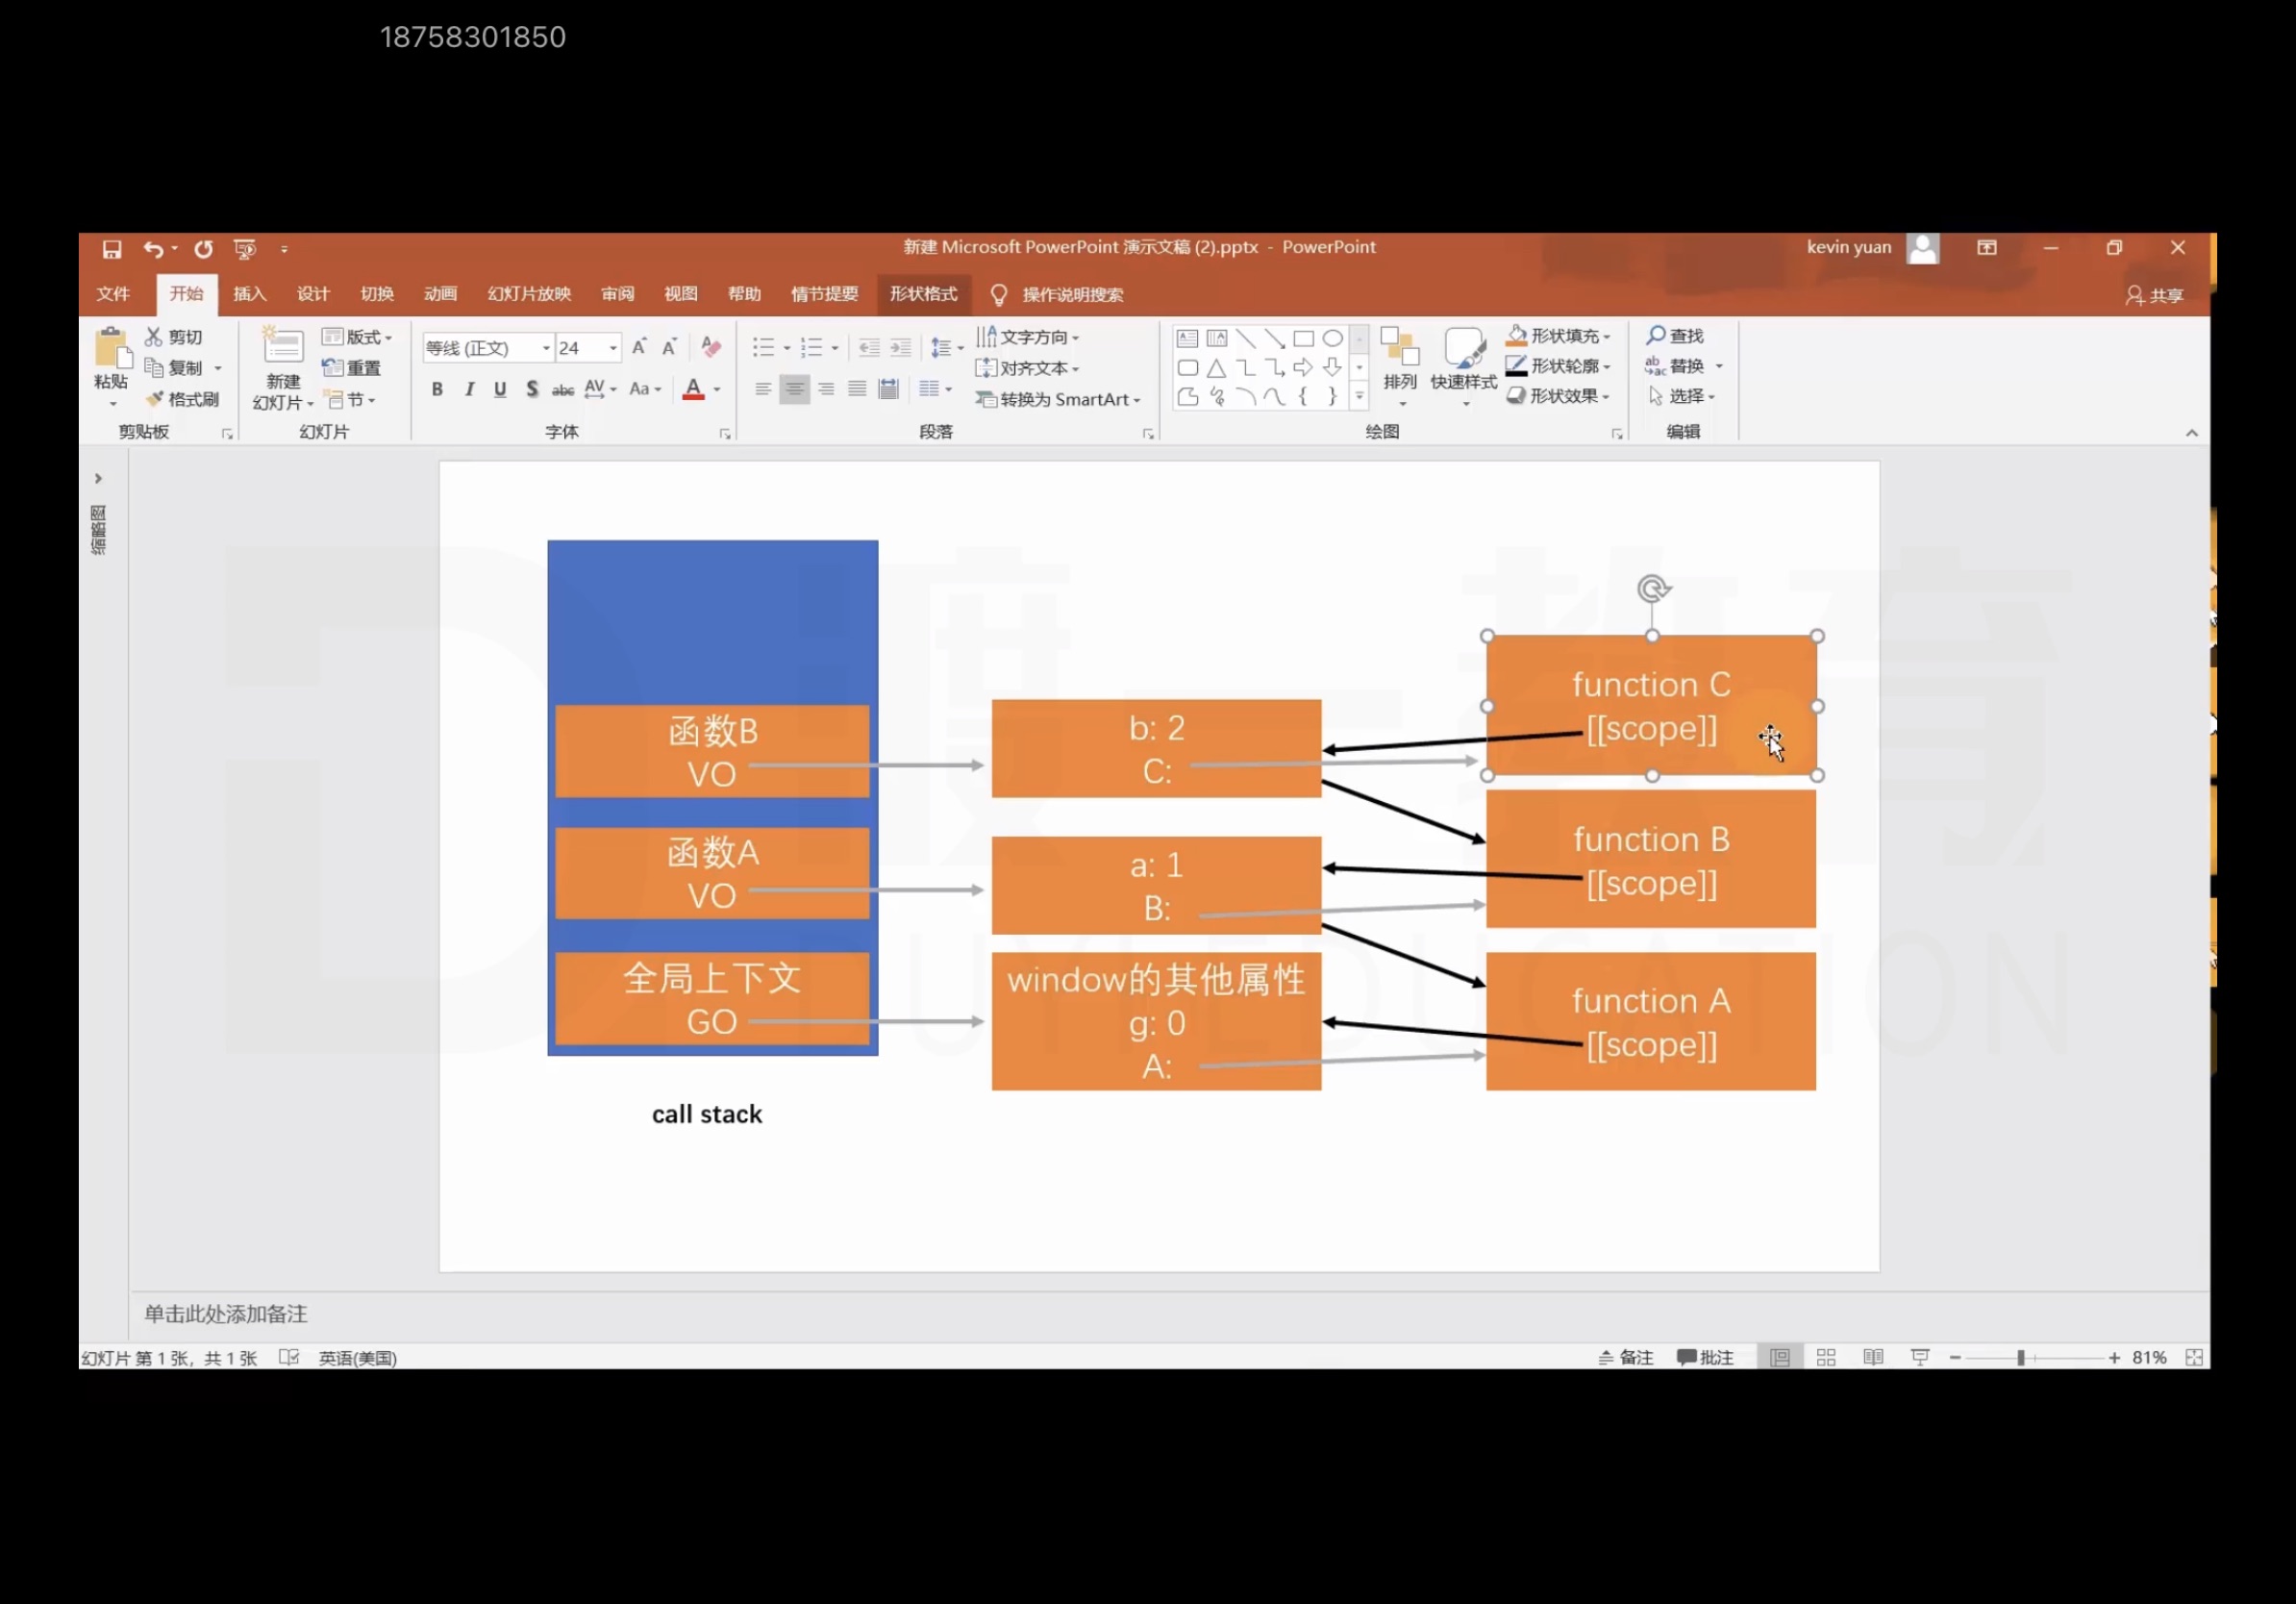 18758301850
新建 Microsoft PowerPoint 演示文稿 (2).pptx - PowerPoint
kevin yuan
文件 开始 插入 设计 切换 动画 幻灯片放映 审阅 视图 帮助 情节提要 形状格式 操作说明搜索
共享
粘贴
剪切
复制
格式刷
剪贴板
新建
幻灯片
版式
重置
节
幻灯片
等线 (正文) 24
B I U S abc AV Aa A
字体
文字方向
对齐文本
转换为 SmartArt
段落
排列
快速样式
形状填充
形状轮廓
形状效果
绘图
查找
替换
选择
编辑
缩略图
函数B
VO
函数A
VO
全局上下文
GO
call stack
b: 2
C:
a: 1
B:
window的其他属性
g: 0
A:
function C
[[scope]]
function B
[[scope]]
function A
[[scope]]
渡一教育
DUYI EDUCATION
单击此处添加备注
幻灯片 第 1 张，共 1 张 英语(美国)
备注 批注 81%